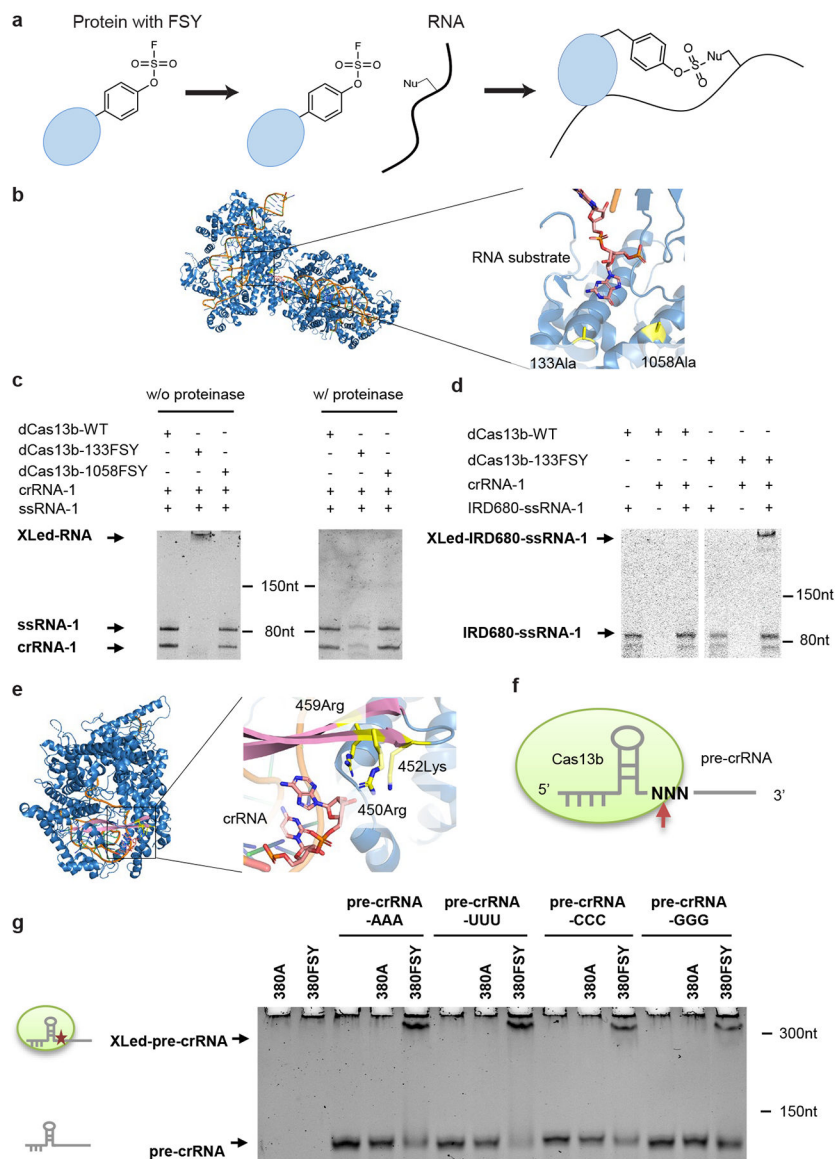 a
Protein with FSY
RNA
F
O S O
O
F
O S O
O
Nu
O S O
O
Nu
b
RNA substrate
133Ala
1058Ala
c
w/o proteinase
w/ proteinase
dCas13b-WT + - - + - -
dCas13b-133FSY - + - - + -
dCas13b-1058FSY - - + - - +
crRNA-1 + + + + + +
ssRNA-1 + + + + + +
XLed-RNA
150nt
ssRNA-1
80nt
crRNA-1
d
dCas13b-WT + + + - - -
dCas13b-133FSY - - - + + +
crRNA-1 - + + - + +
IRD680-ssRNA-1 + - + + - +
XLed-IRD680-ssRNA-1
150nt
IRD680-ssRNA-1
80nt
e
459Arg
452Lys
450Arg
crRNA
f
Cas13b
pre-crRNA
5’
NNN
3’
g
pre-crRNA
-AAA
pre-crRNA
-UUU
pre-crRNA
-CCC
pre-crRNA
-GGG
380A
380FSY
380A
380FSY
380A
380FSY
380A
380FSY
380A
380FSY
XLed-pre-crRNA
300nt
150nt
pre-crRNA